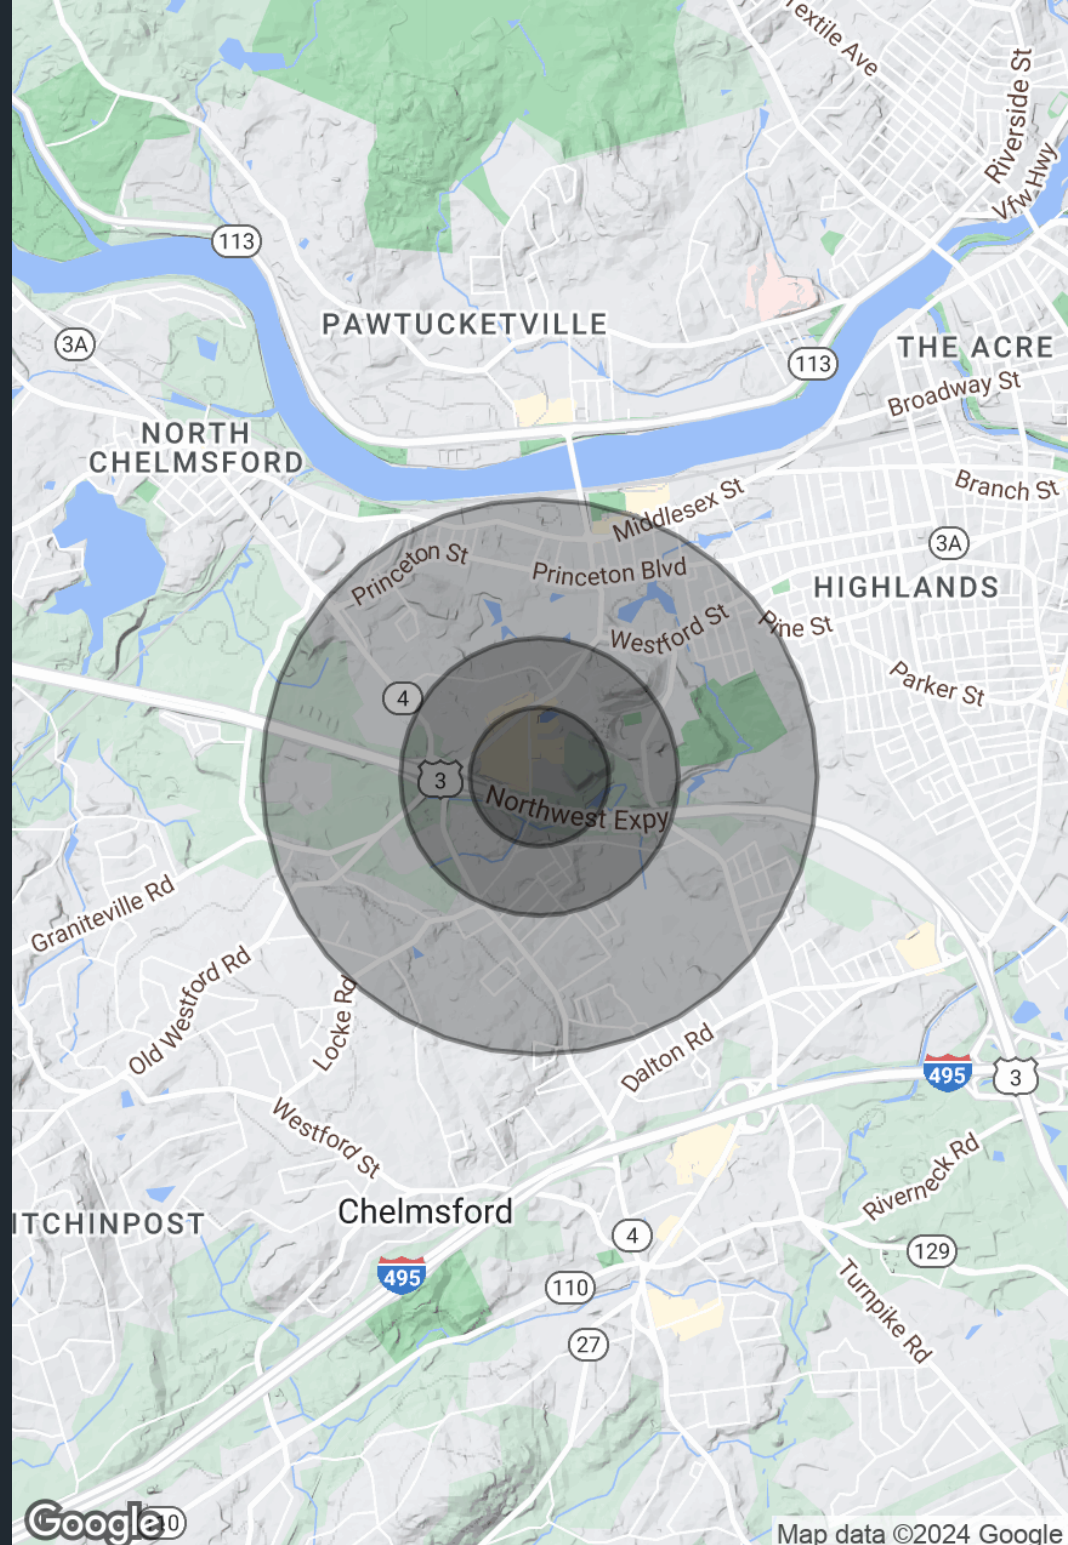 Textile Ave
Riverside St
Vfw Hwy
113
PAWTUCKETVILLE
3A
THE ACRE
113
Broadway St
NORTH
CHELMSFORD
Branch St
Middlesex St
3A
Princeton St
Princeton Blvd
HIGHLANDS
Westford St
Pine St
Parker St
4
3
Northwest Expy
Graniteville Rd
Old Westford Rd
Locke Rd
Dalton Rd
495
3
Westford St
Riverneck Rd
Chelmsford
ITCHINPOST
4
129
495
110
Turnpike Rd
27
Google
Map data ©2024 Google